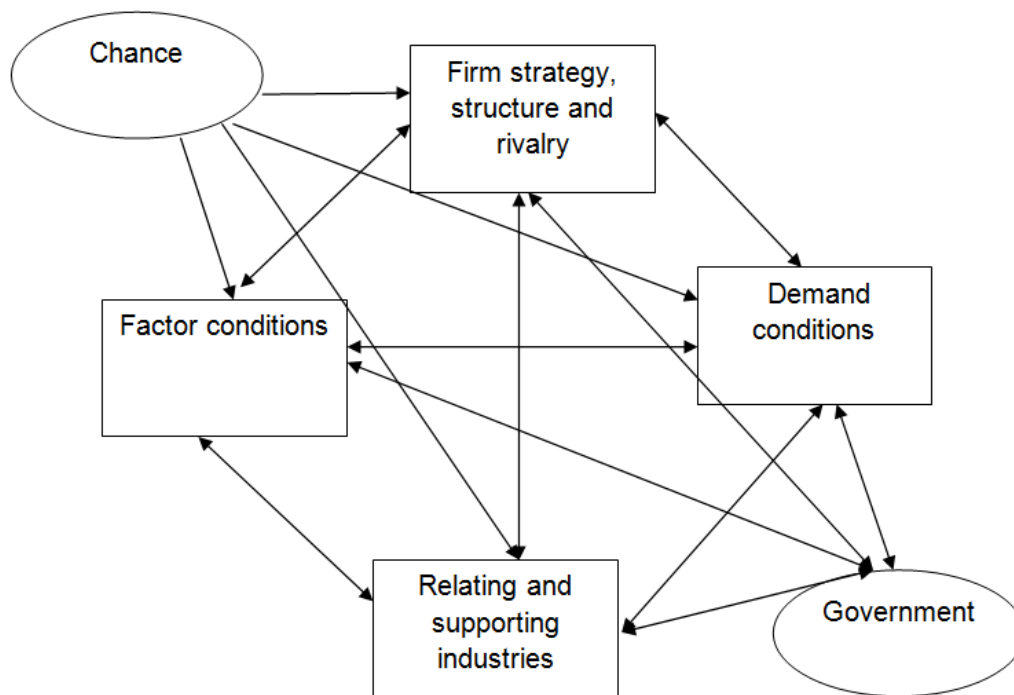 Chance
Firm strategy,
structure and
rivalry
Factor conditions
Demand
conditions
Relating and
supporting
industries
Government